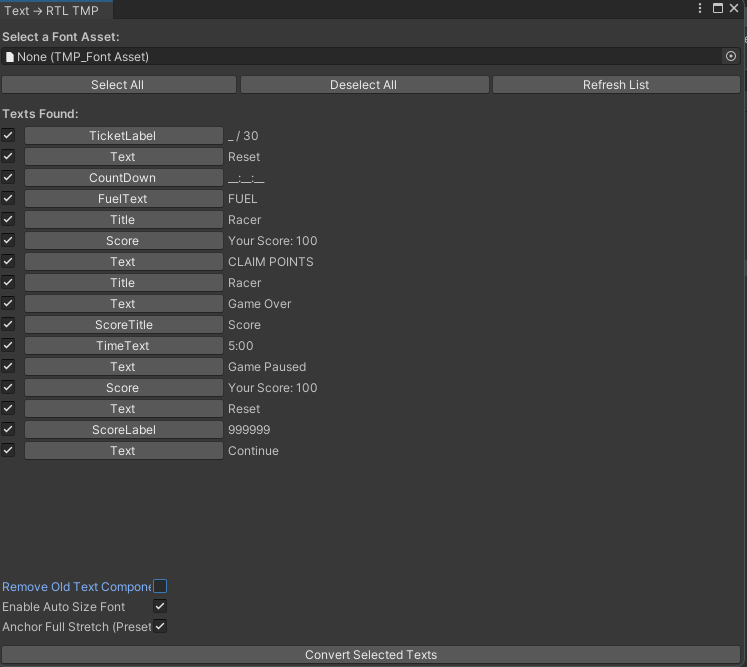 Text → RTL TMP
Select a Font Asset:
None (TMP_Font Asset)
Select All Deselect All Refresh List
Texts Found:
TicketLabel _ / 30
Text Reset
CountDown __:__:__
FuelText FUEL
Title Racer
Score Your Score: 100
Text CLAIM POINTS
Title Racer
Text Game Over
ScoreTitle Score
TimeText 5:00
Text Game Paused
Score Your Score: 100
Text Reset
ScoreLabel 999999
Text Continue
Remove Old Text Compone
Enable Auto Size Font
Anchor Full Stretch (Preset
Convert Selected Texts